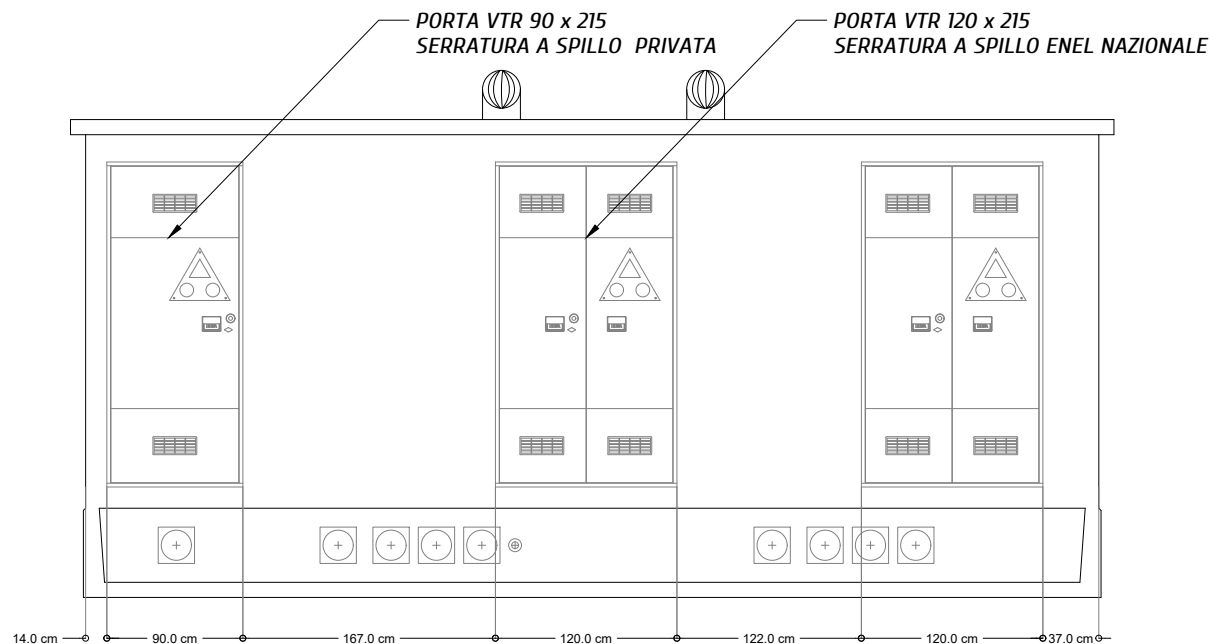 PORTA VTR 90 x 215
SERRATURA A SPILLO PRIVATA
PORTA VTR 120 x 215
SERRATURA A SPILLO ENEL NAZIONALE
14.0 cm
90.0 cm
167.0 cm
120.0 cm
122.0 cm
120.0 cm
37.0 cm